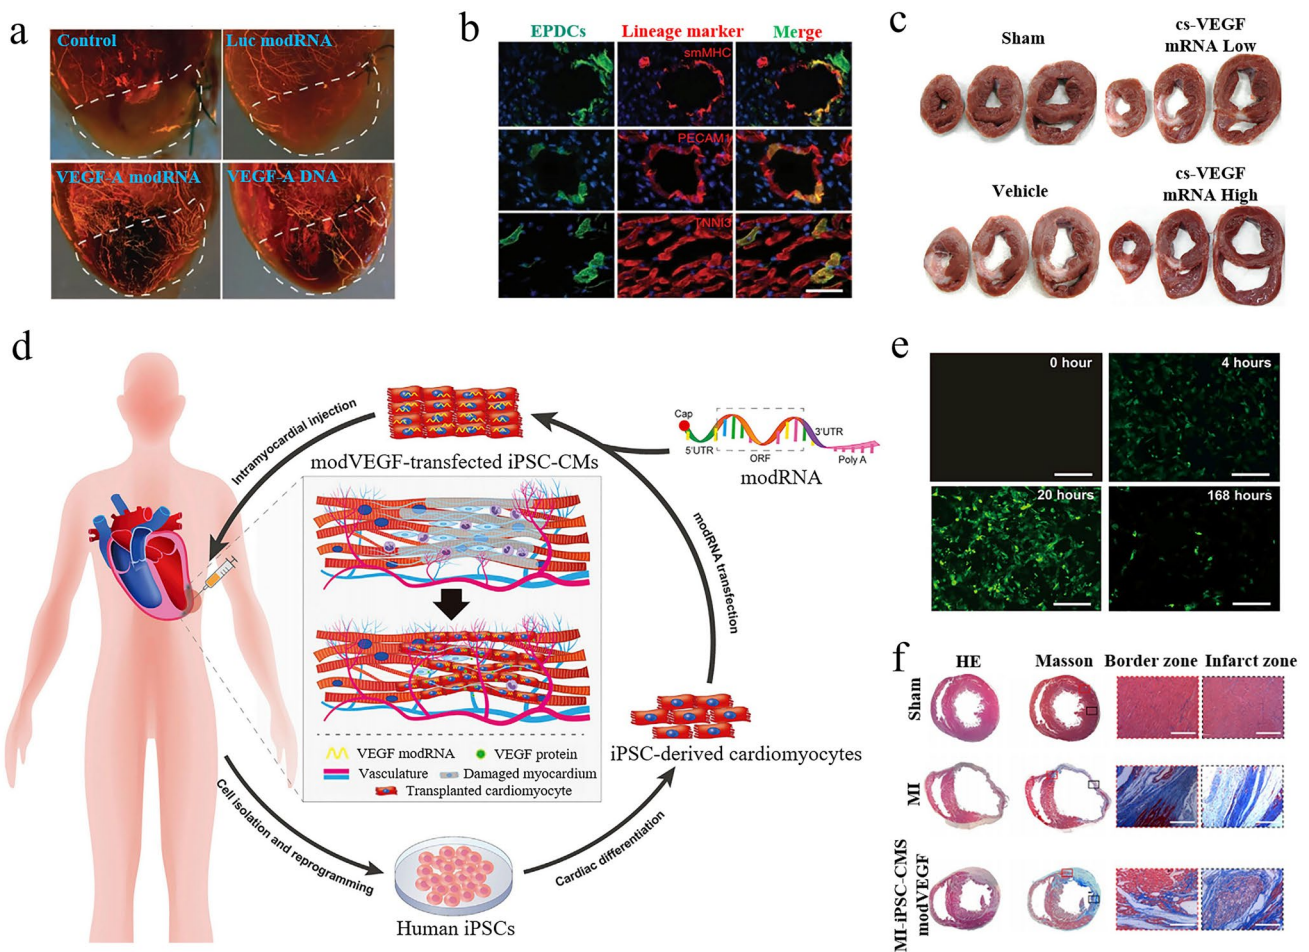 a
Control
Luc modRNA
VEGF-A modRNA
VEGF-A DNA
b
EPDCs
Lineage marker
Merge
smMHC
PECAM1
TNNI3
c
Sham
cs-VEGF
mRNA Low
Vehicle
cs-VEGF
mRNA High
d
Intramyocardial injection
modVEGF-transfected iPSC-CMs
Cap
5'UTR
ORF
3'UTR
Poly A
modRNA
modRNA transfection
iPSC-derived cardiomyocytes
VEGF modRNA
VEGF protein
Vasculature
Damaged myocardium
Transplanted cardiomyocyte
Cell isolation and reprogramming
Cardiac differentiation
Human iPSCs
e
0 hour
4 hours
20 hours
168 hours
f
HE
Masson
Border zone
Infarct zone
Sham
MI
MI-iPSC-CMS
modVEGF